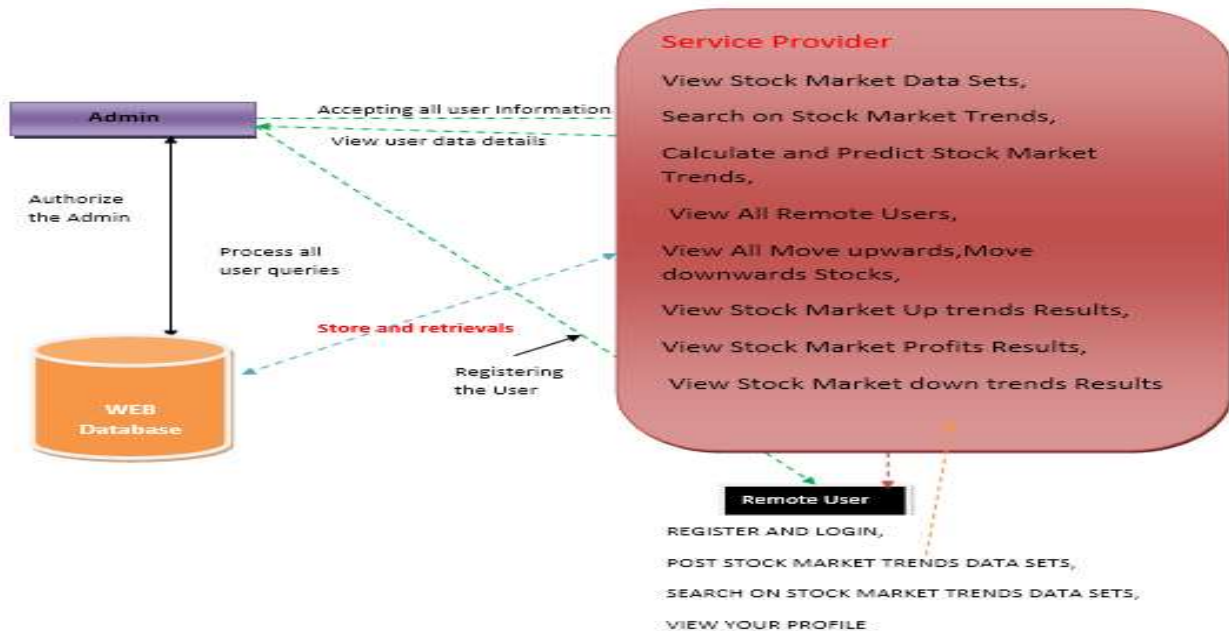 Service Provider
View Stock Market Data Sets,
Search on Stock Market Trends,
Calculate and Predict Stock Market
Trends,
View All Remote Users,
View All Move upwards,Move
downwards Stocks,
View Stock Market Up trends Results,
View Stock Market Profits Results,
View Stock Market down trends Results
Admin
Accepting all user Information
View user data details
Authorize
the Admin
Process all
user queries
Store and retrievals
Registering
the User
WEB
Database
Remote User
REGISTER AND LOGIN,
POST STOCK MARKET TRENDS DATA SETS,
SEARCH ON STOCK MARKET TRENDS DATA SETS,
VIEW YOUR PROFILE